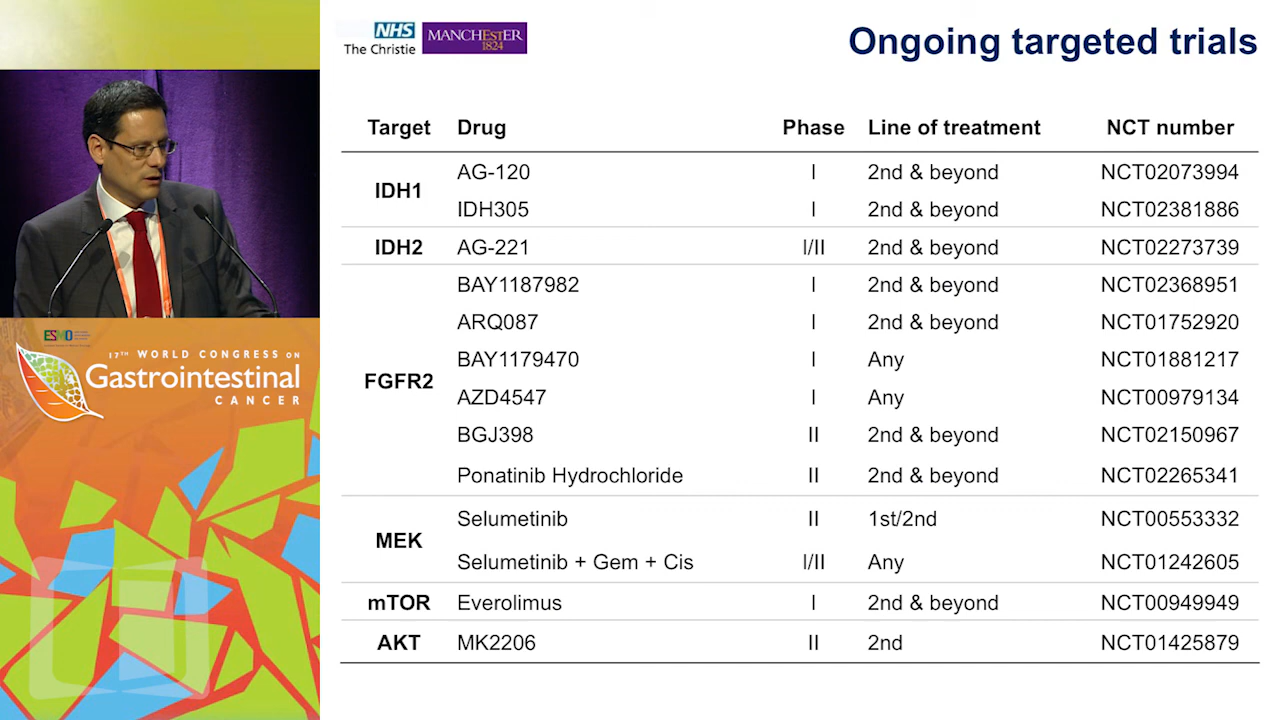 NHS
The Christie
MANCHESTER
1824
Ongoing targeted trials
Target Drug Phase Line of treatment NCT number
IDH1
AG-120 I 2nd & beyond NCT02073994
IDH305 I 2nd & beyond NCT02381886
IDH2 AG-221 I/II 2nd & beyond NCT02273739
FGFR2
BAY1187982 I 2nd & beyond NCT02368951
ARQ087 I 2nd & beyond NCT01752920
BAY1179470 I Any NCT01881217
AZD4547 I Any NCT00979134
BGJ398 II 2nd & beyond NCT02150967
Ponatinib Hydrochloride II 2nd & beyond NCT02265341
MEK
Selumetinib II 1st/2nd NCT00553332
Selumetinib + Gem + Cis I/II Any NCT01242605
mTOR Everolimus I 2nd & beyond NCT00949949
AKT MK2206 II 2nd NCT01425879
ESMO
17TH WORLD CONGRESS ON
Gastrointestinal
CANCER